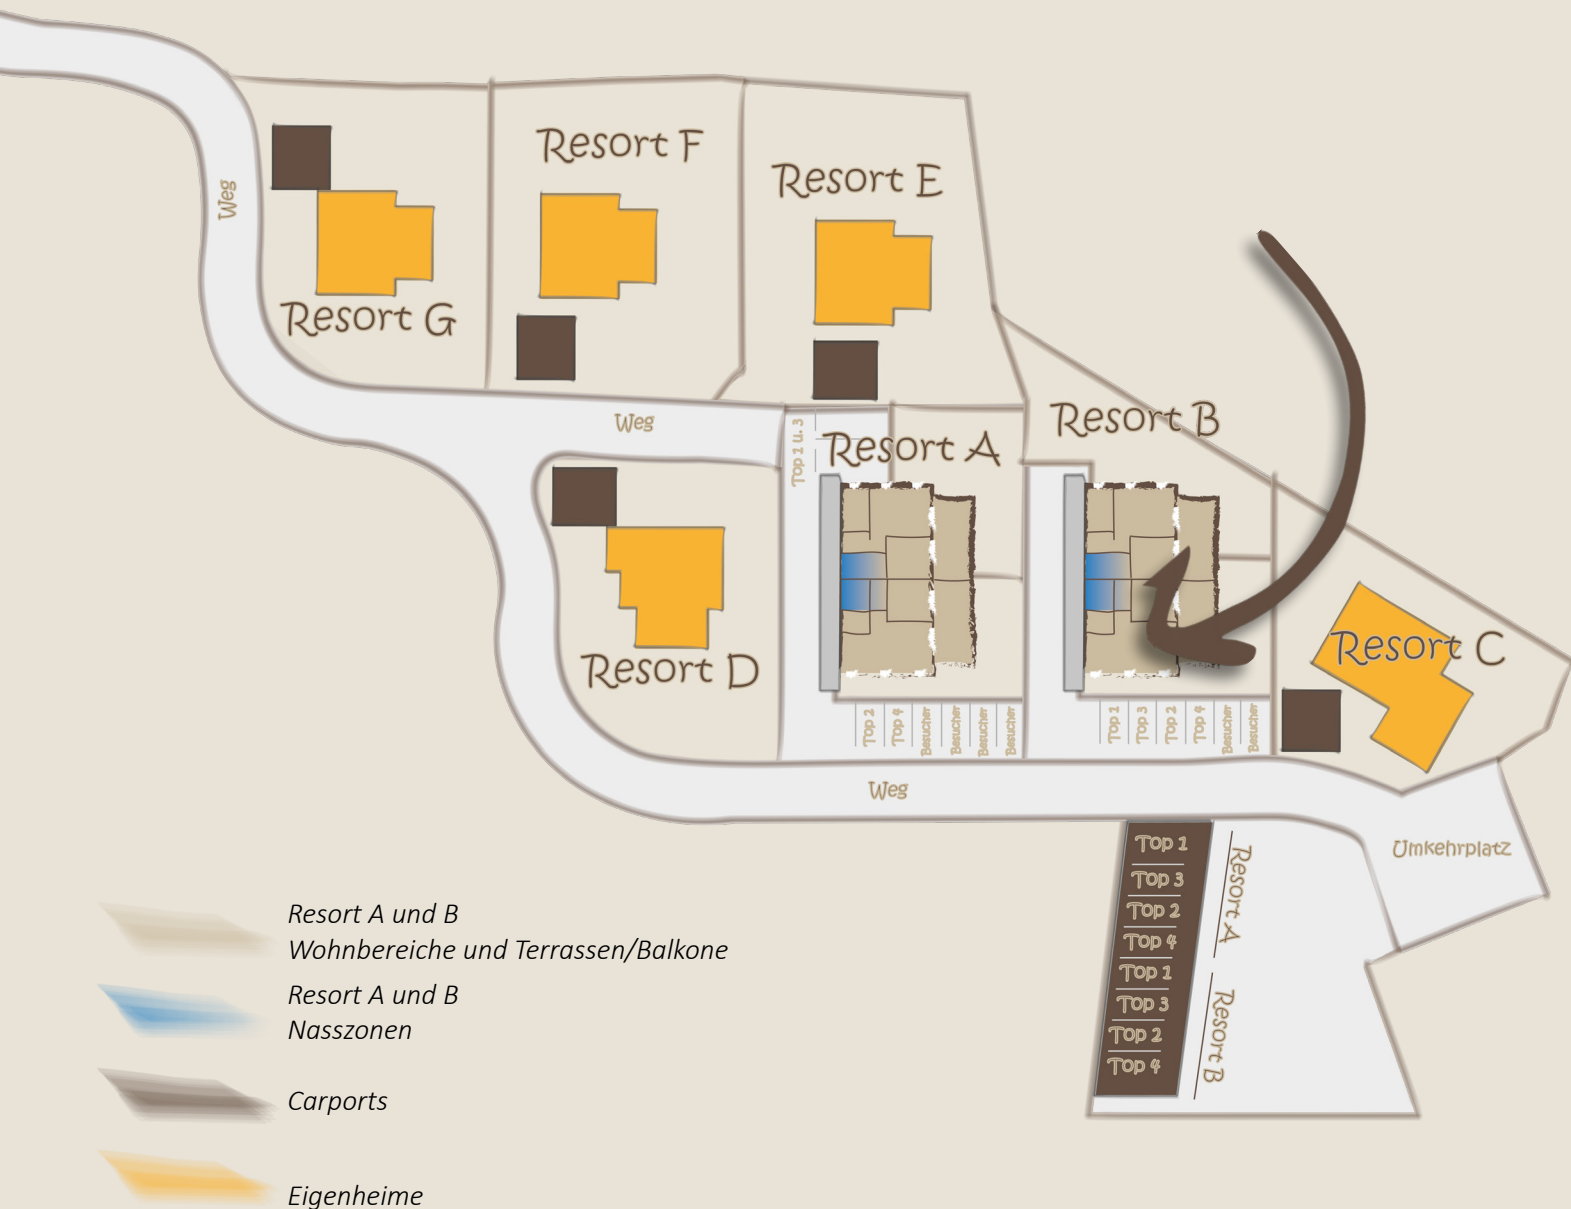 Resort F
Resort E
Weg
Resort G
Weg
Top 1 u. 3
Resort A
Resort B
Resort D
Resort C
Top 2
Top 4
Besucher
Besucher
Besucher
Besucher
Top 1
Top 3
Top 2
Top 4
Besucher
Besucher
Weg
Umkehrplatz
Top 1
Top 3
Top 2
Top 4
Top 1
Top 3
Top 2
Top 4
Resort A
Resort B
Resort A und B
Wohnbereiche und Terrassen/Balkone
Resort A und B
Nasszonen
Carports
Eigenheime